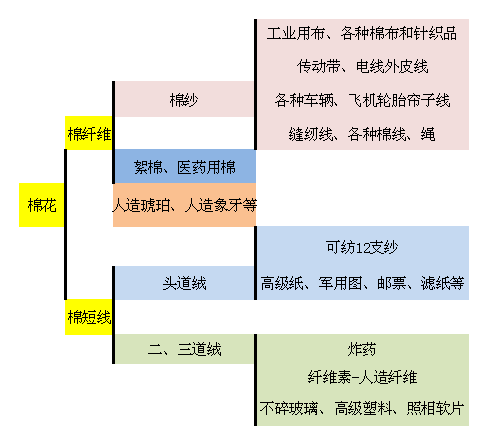 工业用布、各种棉布和针织品
传动带、电线外皮线
棉纱
各种车辆、飞机轮胎帘子线
棉纤维
缝纫线、各种棉线、绳
絮棉、医药用棉
棉花
人造琥珀、人造象牙等
可纺12支纱
头道绒
高级纸、军用图、邮票、滤纸等
棉短线
二、三道绒
炸药
纤维素-人造纤维
不碎玻璃、高级塑料、照相软片